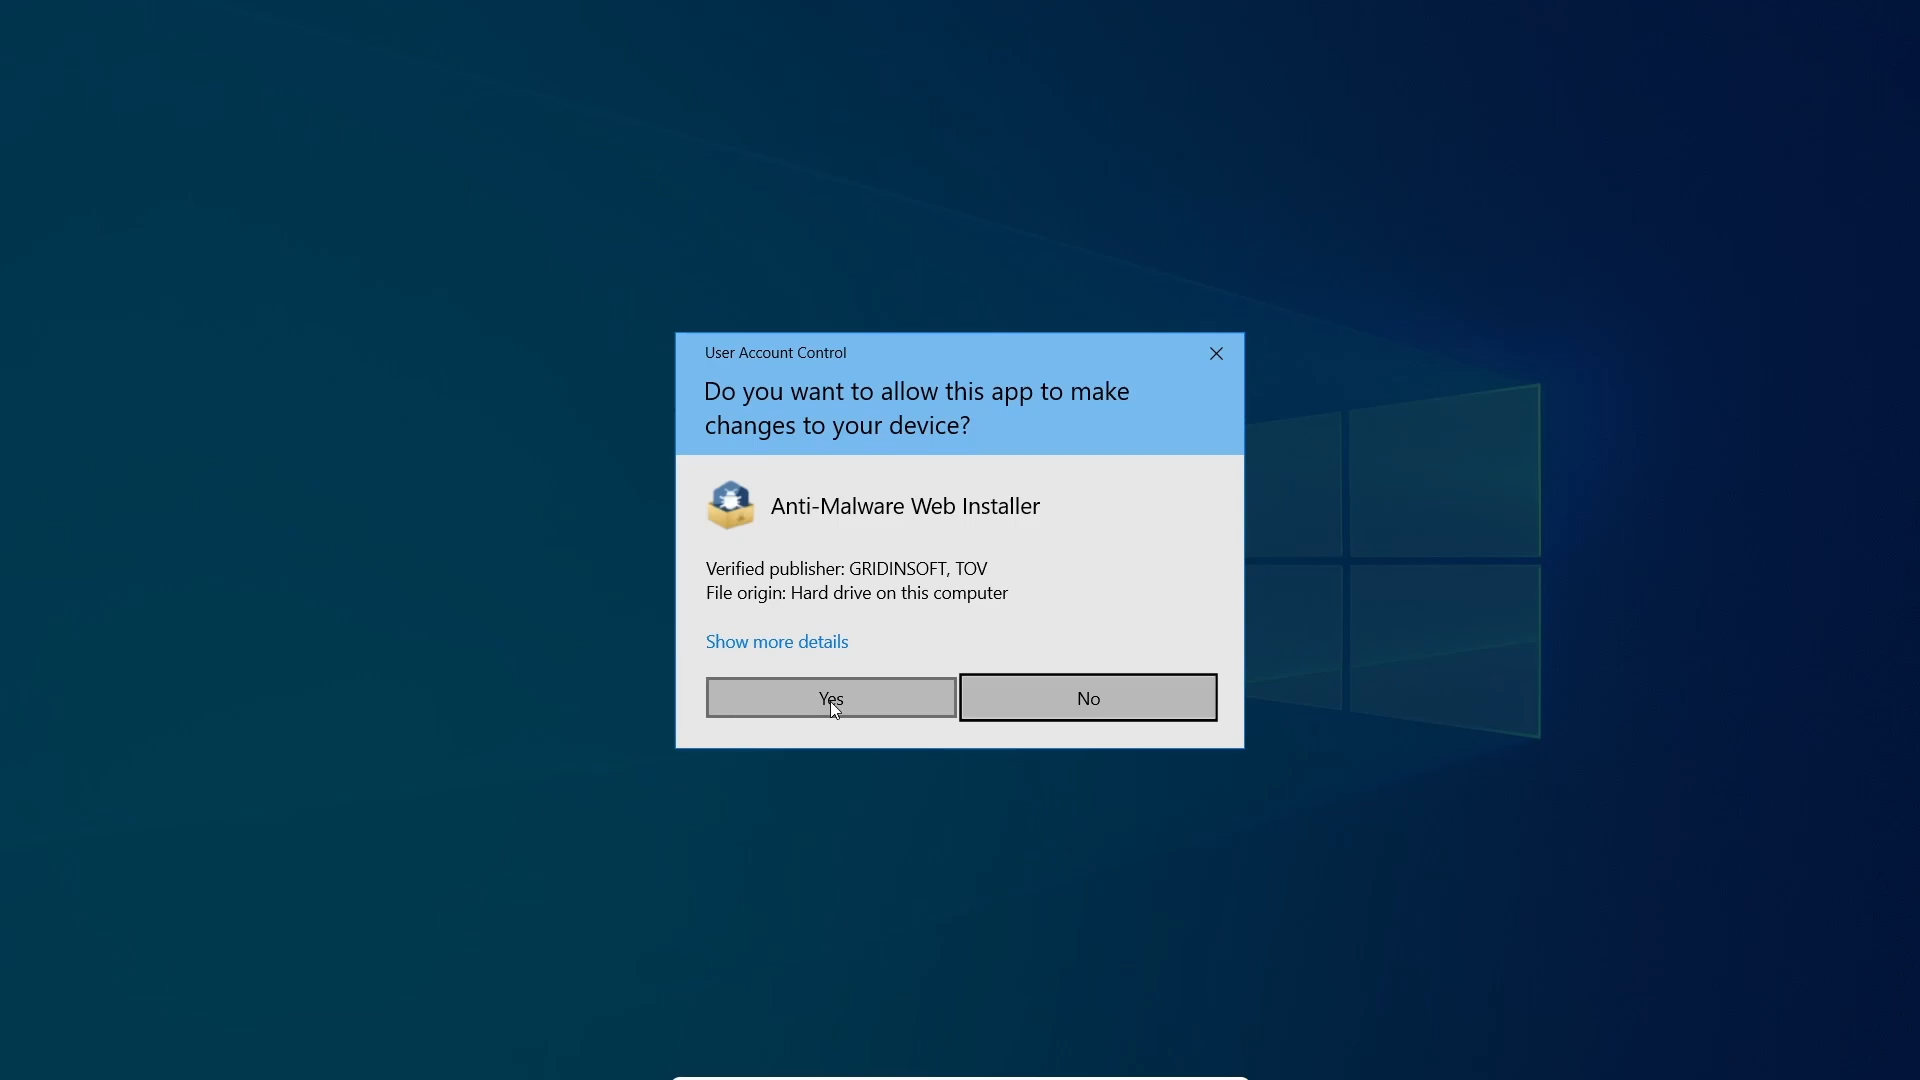 User Account Control
Do you want to allow this app to make
changes to your device?
Anti-Malware Web Installer
Verified publisher: GRIDINSOFT, TOV
File origin: Hard drive on this computer
Show more details
Yes
No